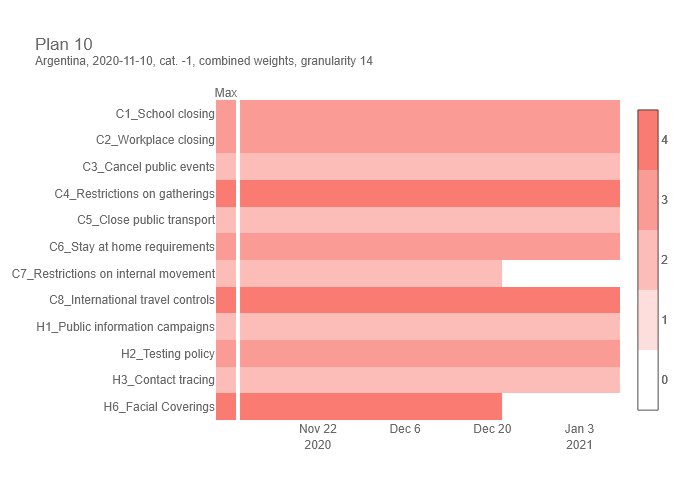 Plan 10
Argentina, 2020-11-10, cat. -1, combined weights, granularity 14
Max
C1_School closing
C2_Workplace closing
C3_Cancel public events
C4_Restrictions on gatherings
C5_Close public transport
C6_Stay at home requirements
C7_Restrictions on internal movement
C8_International travel controls
H1_Public information campaigns
H2_Testing policy
H3_Contact tracing
H6_Facial Coverings
Nov 22 Dec 6 Dec 20 Jan 3
2020 2021
4
3
2
1
0